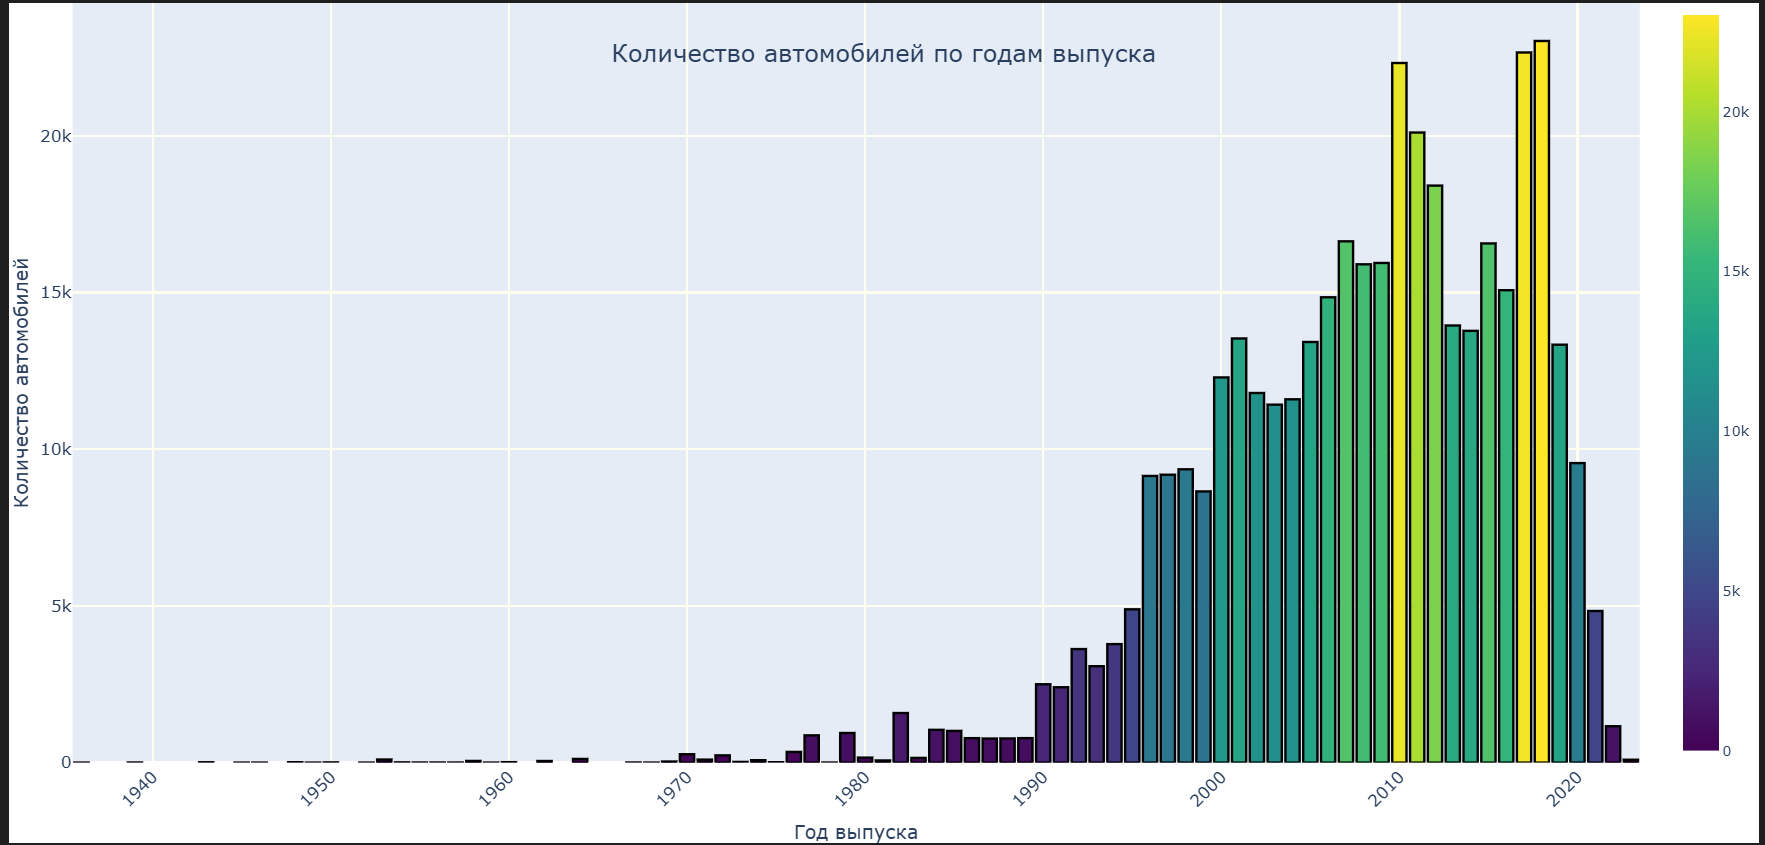 Количество автомобилей по годам выпуска
Количество автомобилей
20k
15k
10k
5k
0
1940
1950
1960
1970
1980
1990
2000
2010
2020
Год выпуска
20k
15k
10k
5k
0